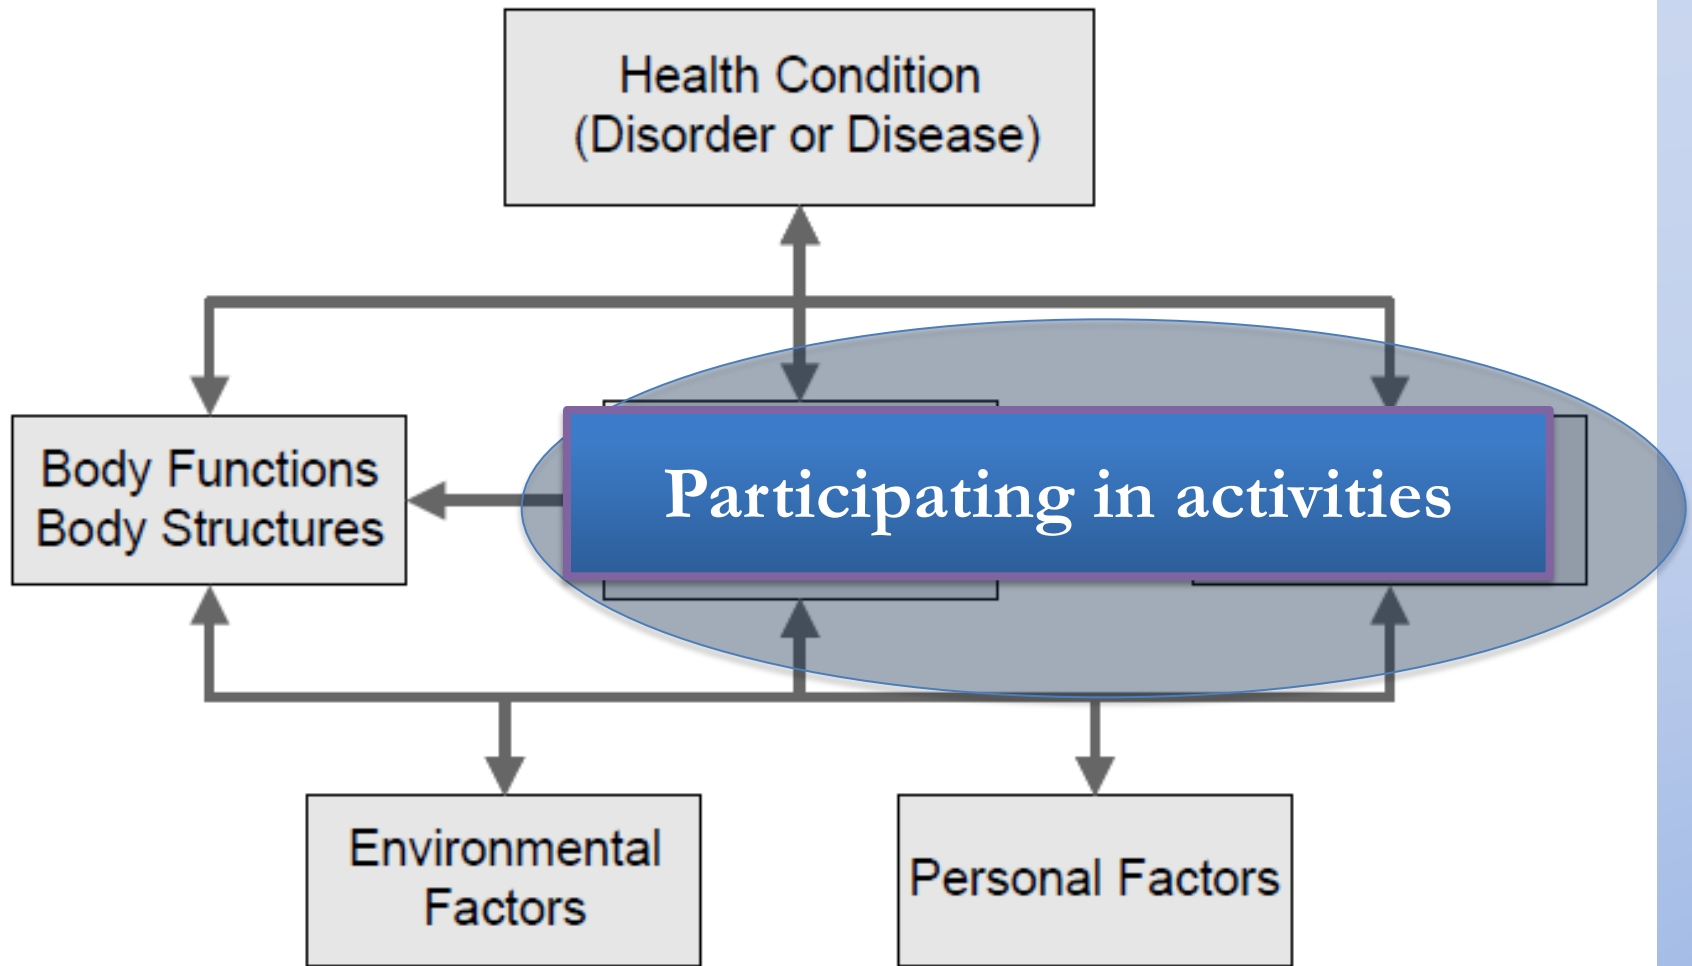 Health Condition
(Disorder or Disease)
Body Functions
Body Structures
Participating in activities
Environmental
Factors
Personal Factors